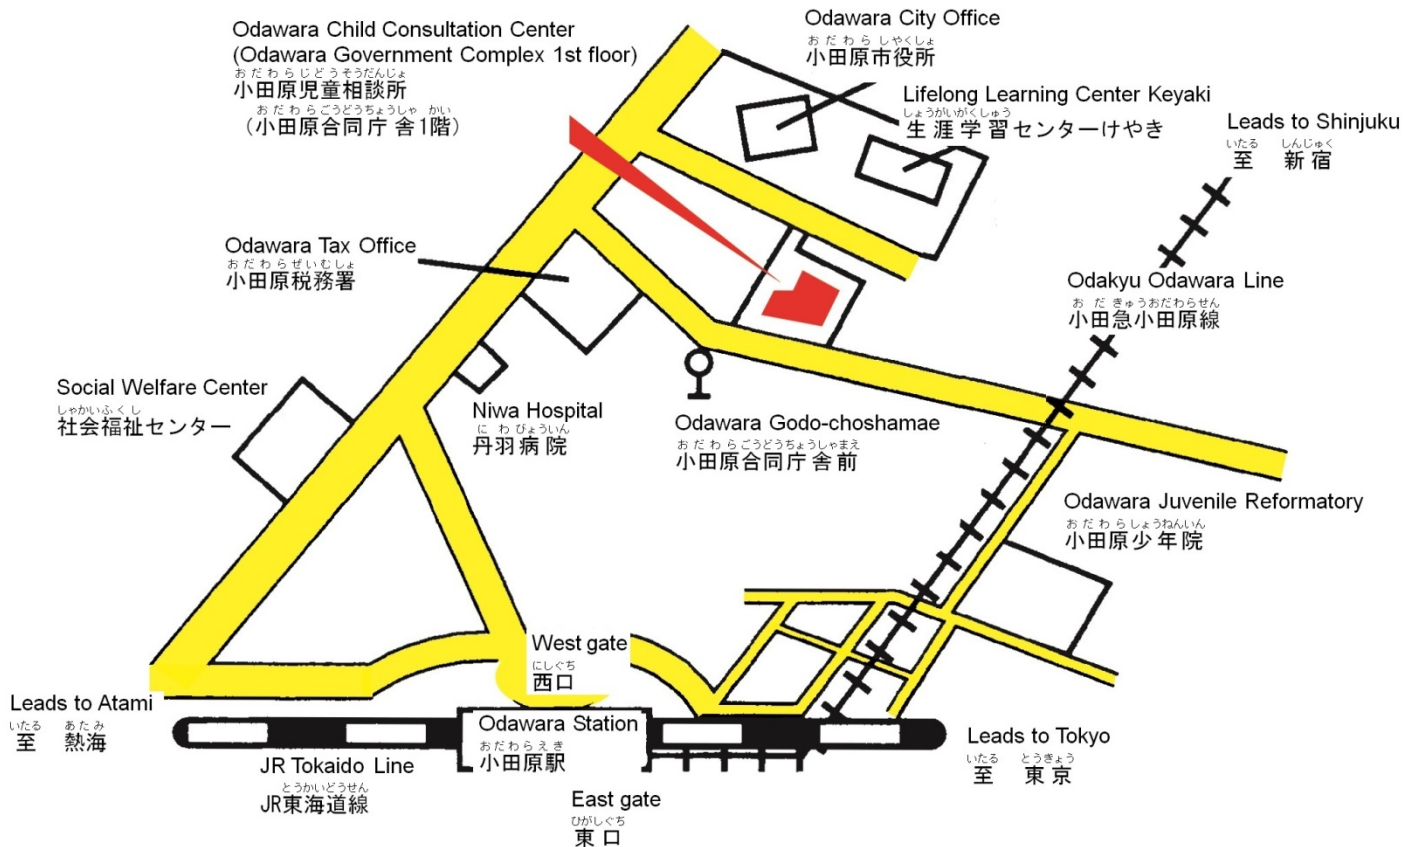 Odawara Child Consultation Center
(Odawara Government Complex 1st floor)
おだわらじどうそうだんじょ
小田原児童相談所
おだわらごうどうちょうしゃ かい
（小田原合同庁舎1階）
Odawara City Office
おだわらしやくしょ
小田原市役所
Lifelong Learning Center Keyaki
しょうがいがくしゅう
生涯学習センターけやき
Leads to Shinjuku
いたる しんじゅく
至 新宿
Odawara Tax Office
おだわらぜいむしょ
小田原税務署
Odakyu Odawara Line
おだきゅうおだわらせん
小田急小田原線
Social Welfare Center
しゃかいふくし
社会福祉センター
Niwa Hospital
にわびょういん
丹羽病院
Odawara Godo-choshamae
おだわらごうどうちょうしゃまえ
小田原合同庁舎前
Odawara Juvenile Reformatory
おだわらしょうねんいん
小田原少年院
West gate
にしぐち
西口
Leads to Atami
いたる あたみ
至 熱海
Odawara Station
おだわらえき
小田原駅
Leads to Tokyo
いたる とうきょう
至 東京
JR Tokaido Line
とうかいどうせん
JR東海道線
East gate
ひがしぐち
東口